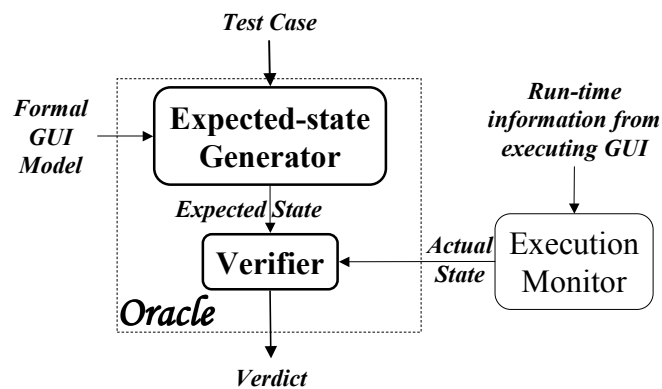 Test Case
Formal
GUI
Model
Expected-state
Generator
Run-time
information from
executing GUI
Expected State
Verifier
Actual
State
Execution
Monitor
Oracle
Verdict